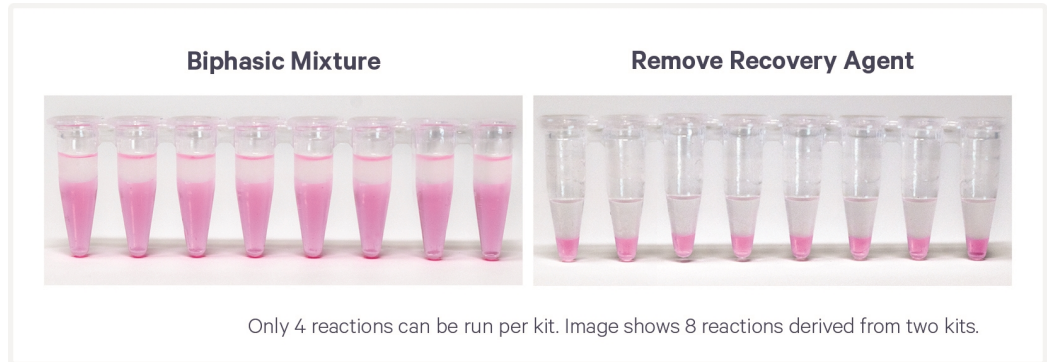 Biphasic Mixture
Remove Recovery Agent
Only 4 reactions can be run per kit. Image shows 8 reactions derived from two kits.